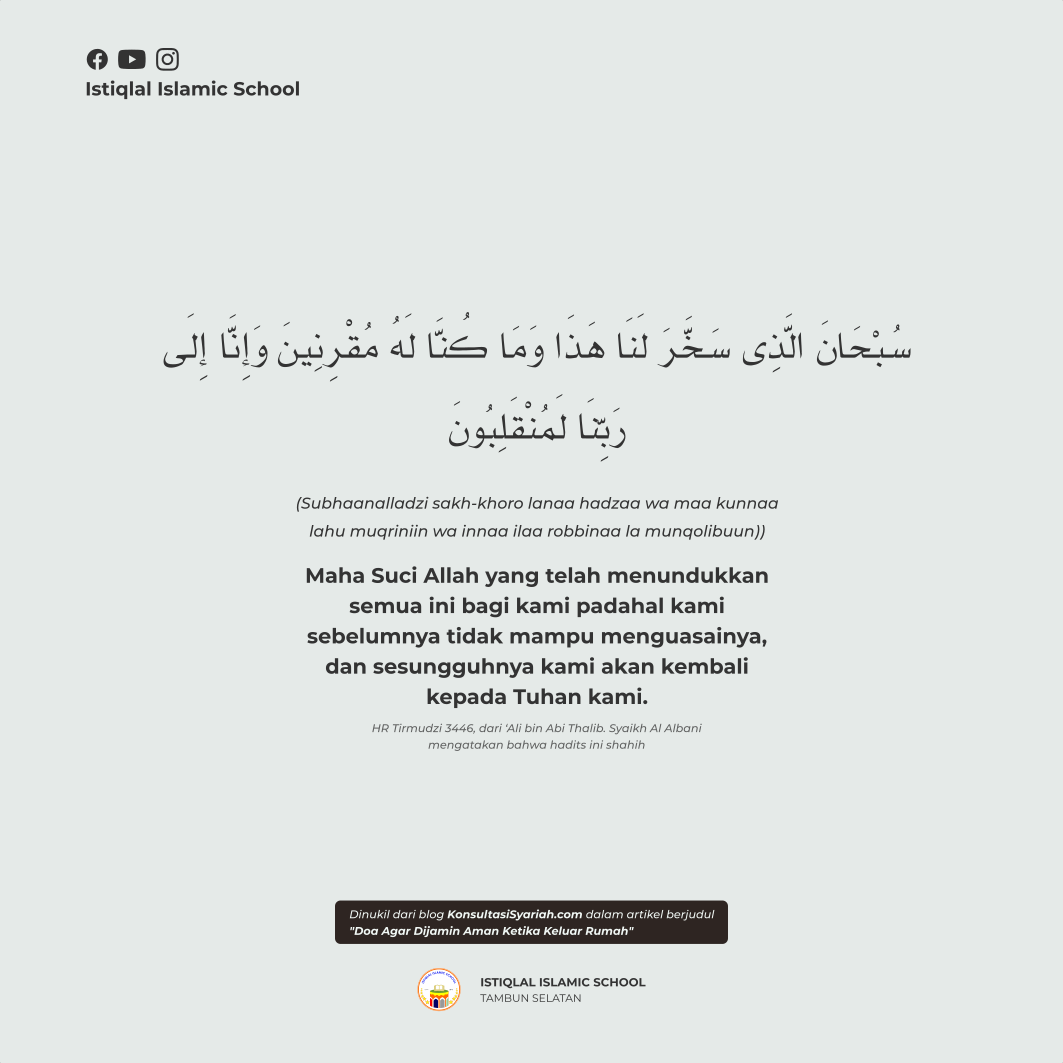 Istiqlal Islamic School
سُبْحَانَ الَّذِى سَخَّرَ لَنَا هَذَا وَمَا كُنَّا لَهُ مُقْرِنِينَ وَإِنَّا إِلَى
رَبِّنَا لَمُنْقَلِبُونَ
(Subhaanalladzi sakh-khoro lanaa hadzaa wa maa kunnaa
lahu muqriniin wa innaa ilaa robbinaa la munqolibuun))
Maha Suci Allah yang telah menundukkan
semua ini bagi kami padahal kami
sebelumnya tidak mampu menguasainya,
dan sesungguhnya kami akan kembali
kepada Tuhan kami.
HR Tirmudzi 3446, dari ‘Ali bin Abi Thalib. Syaikh Al Albani
mengatakan bahwa hadits ini shahih
Dinukil dari blog KonsultasiSyariah.com dalam artikel berjudul
"Doa Agar Dijamin Aman Ketika Keluar Rumah"
ISTIQLAL ISLAMIC SCHOOL
TAMBUN SELATAN